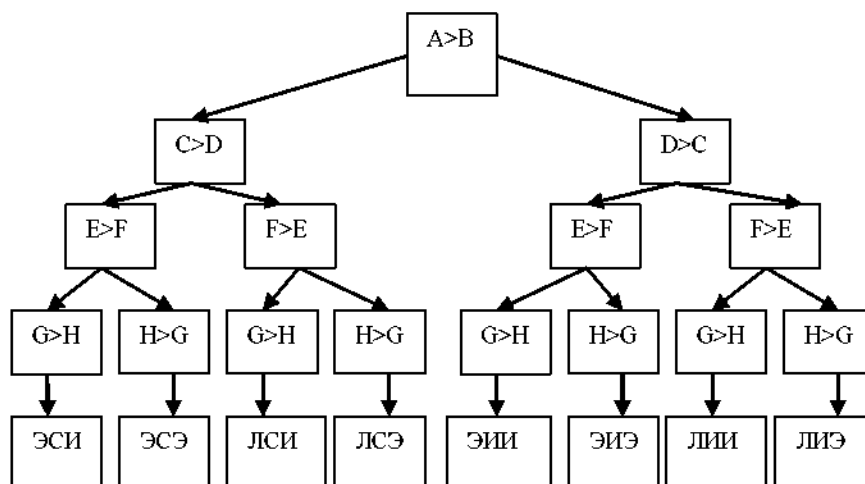 A>B
C>D D>C
E>F F>E E>F F>E
G>H H>G G>H H>G G>H H>G G>H H>G
ЭСИ ЭСЭ ЛСИ ЛСЭ ЭИИ ЭИЭ ЛИИ ЛИЭ